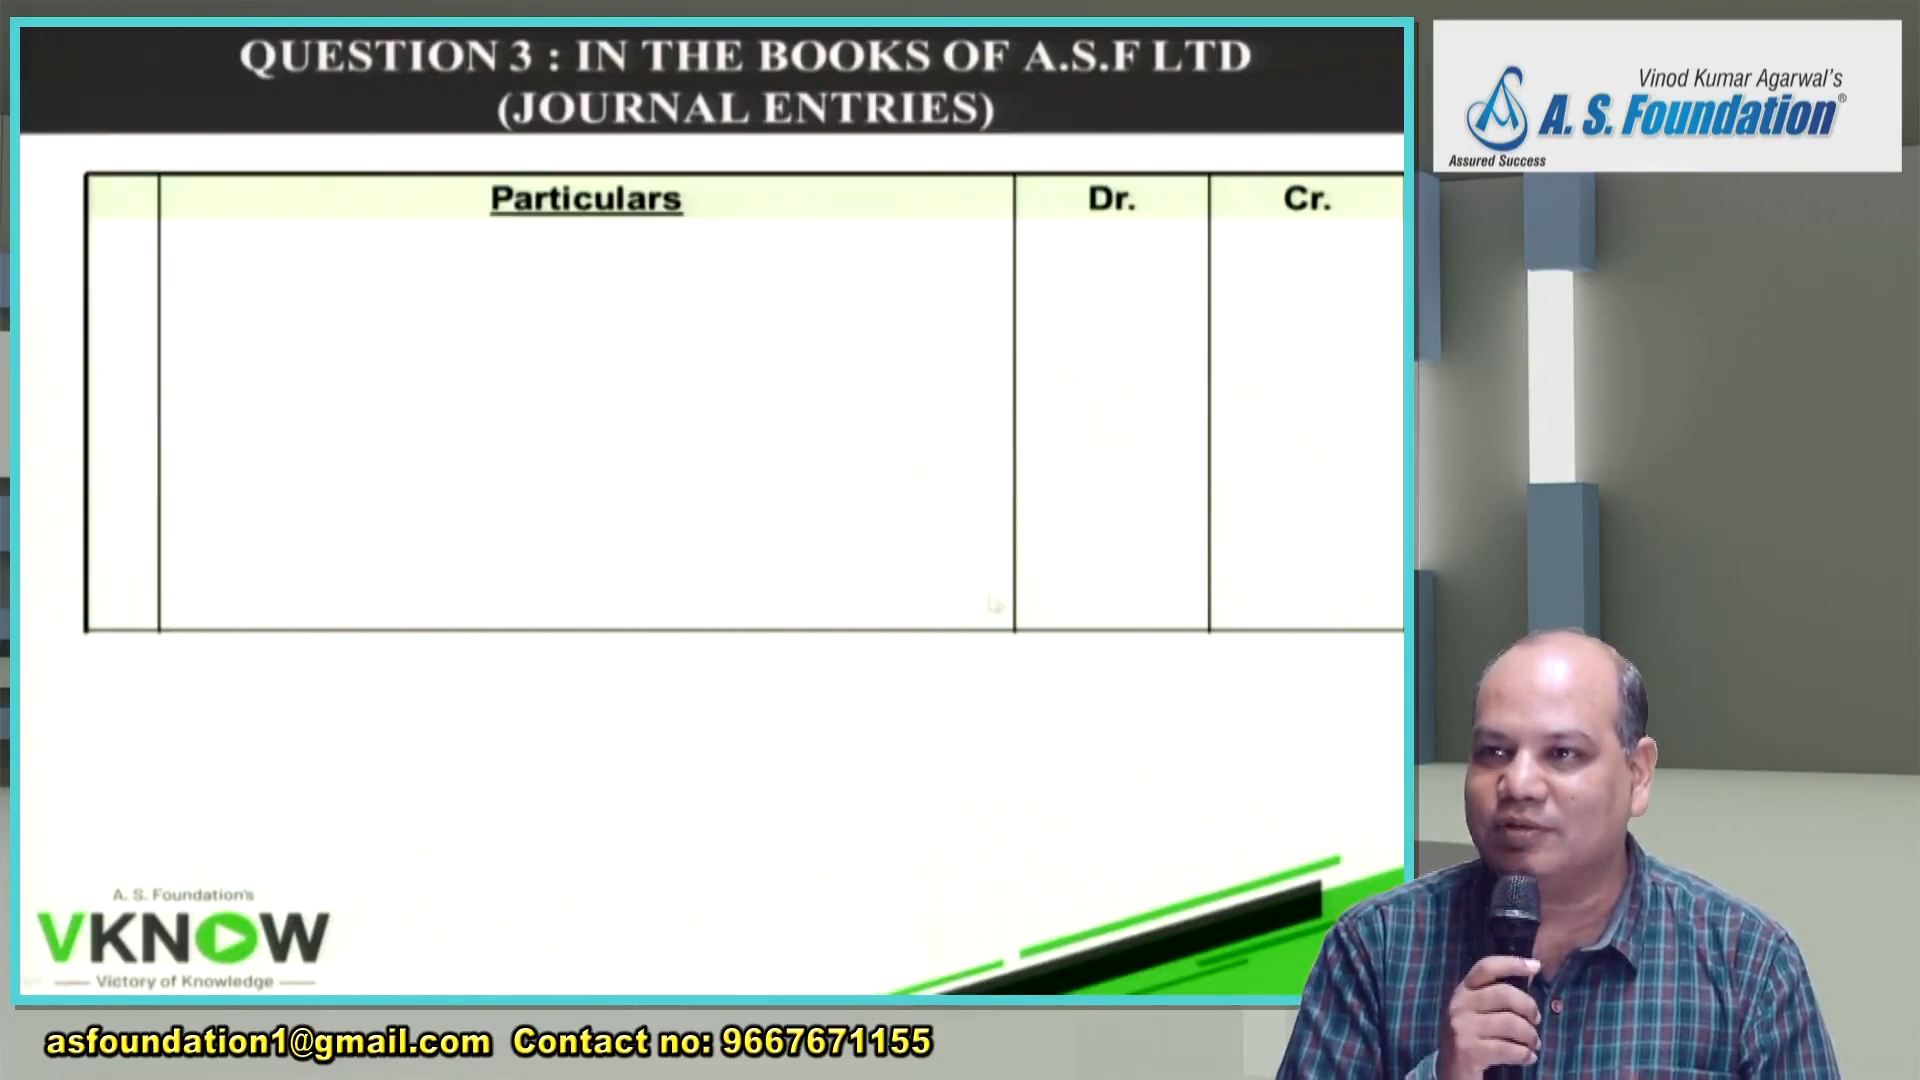 QUESTION 3 : IN THE BOOKS OF A.S.F LTD
(JOURNAL ENTRIES)
Particulars
Dr.
Cr.
Vinod Kumar Agarwal's
A. S. Foundation®
Assured Success
A. S. Foundation's
VKNOW
Victory of Knowledge
asfoundation1@gmail.com Contact no: 9667671155